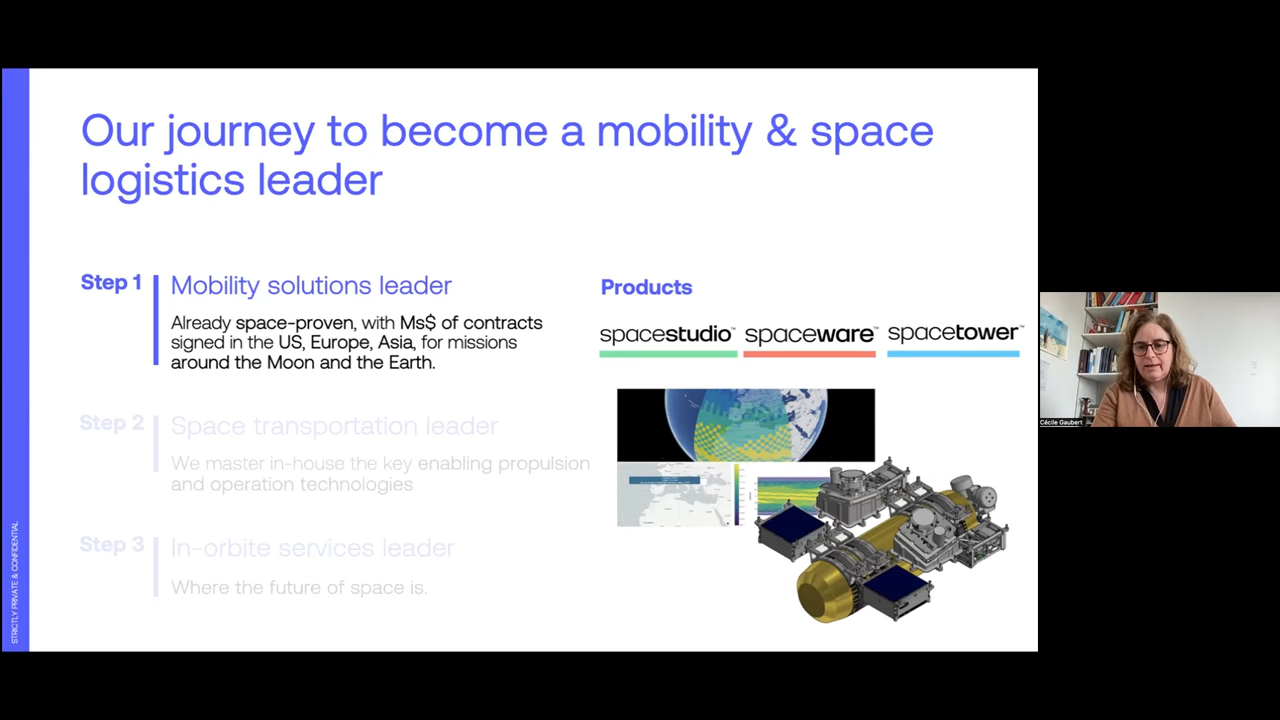 Our journey to become a mobility & space
logistics leader
Step 1
Mobility solutions leader
Already space-proven, with Ms$ of contracts
signed in the US, Europe, Asia, for missions
around the Moon and the Earth.
Step 2
Space transportation leader
We master in-house the key enabling propulsion
and operation technologies
Step 3
In-orbite services leader
Where the future of space is.
Products
spacestudio™ spaceware™ spacetower™
STRICTLY PRIVATE & CONFIDENTIAL
Cécile Gaubert